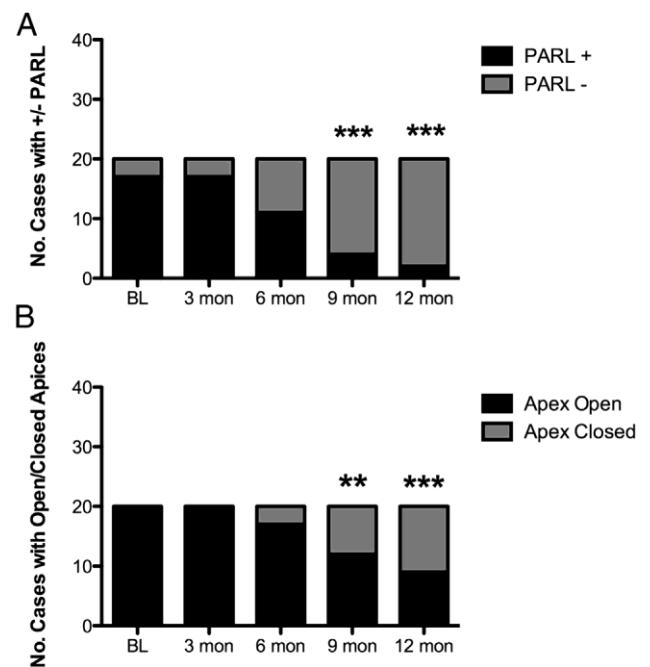 A
No. Cases with +/- PARL
40
30
20
10
0
*** ***
BL 3 mon 6 mon 9 mon 12 mon
PARL +
PARL -
B
No. Cases with Open/Closed Apices
40
30
20
10
0
** ***
BL 3 mon 6 mon 9 mon 12 mon
Apex Open
Apex Closed